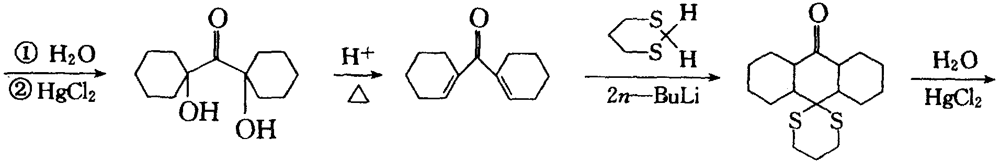 ① H₂O
② HgCl₂
O
OH
OH
H⁺
△
O
S
H
S
H
2n—BuLi
O
S
S
H₂O
HgCl₂